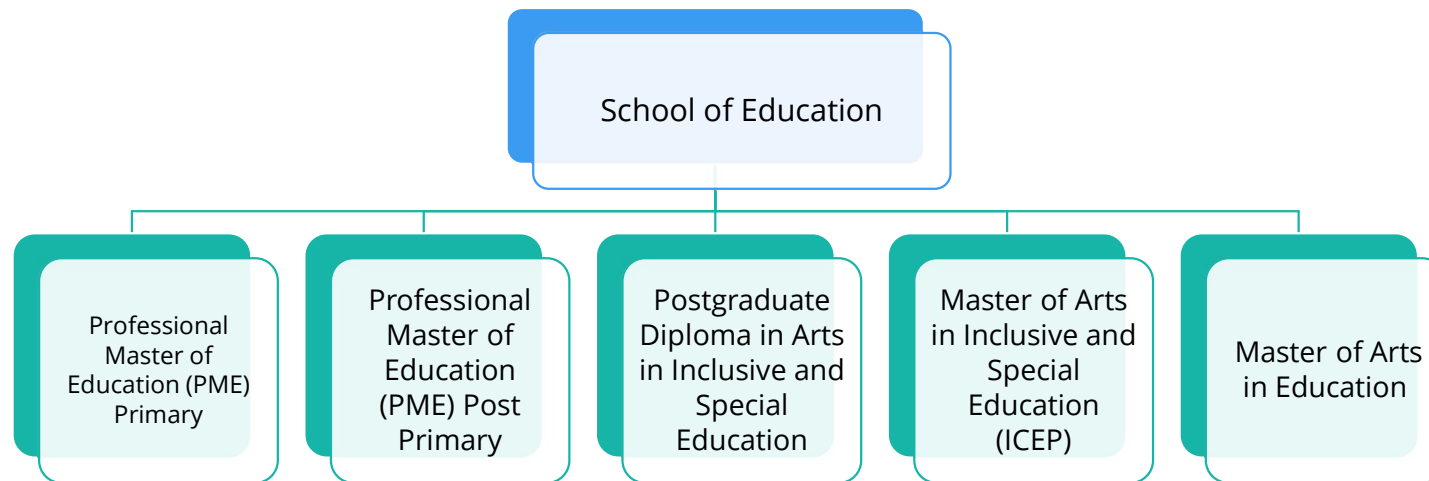 School of Education
Professional
Master of
Education (PME)
Primary
Professional
Master of
Education
(PME) Post
Primary
Postgraduate
Diploma in Arts
in Inclusive and
Special
Education
Master of Arts
in Inclusive and
Special
Education
(ICEP)
Master of Arts
in Education